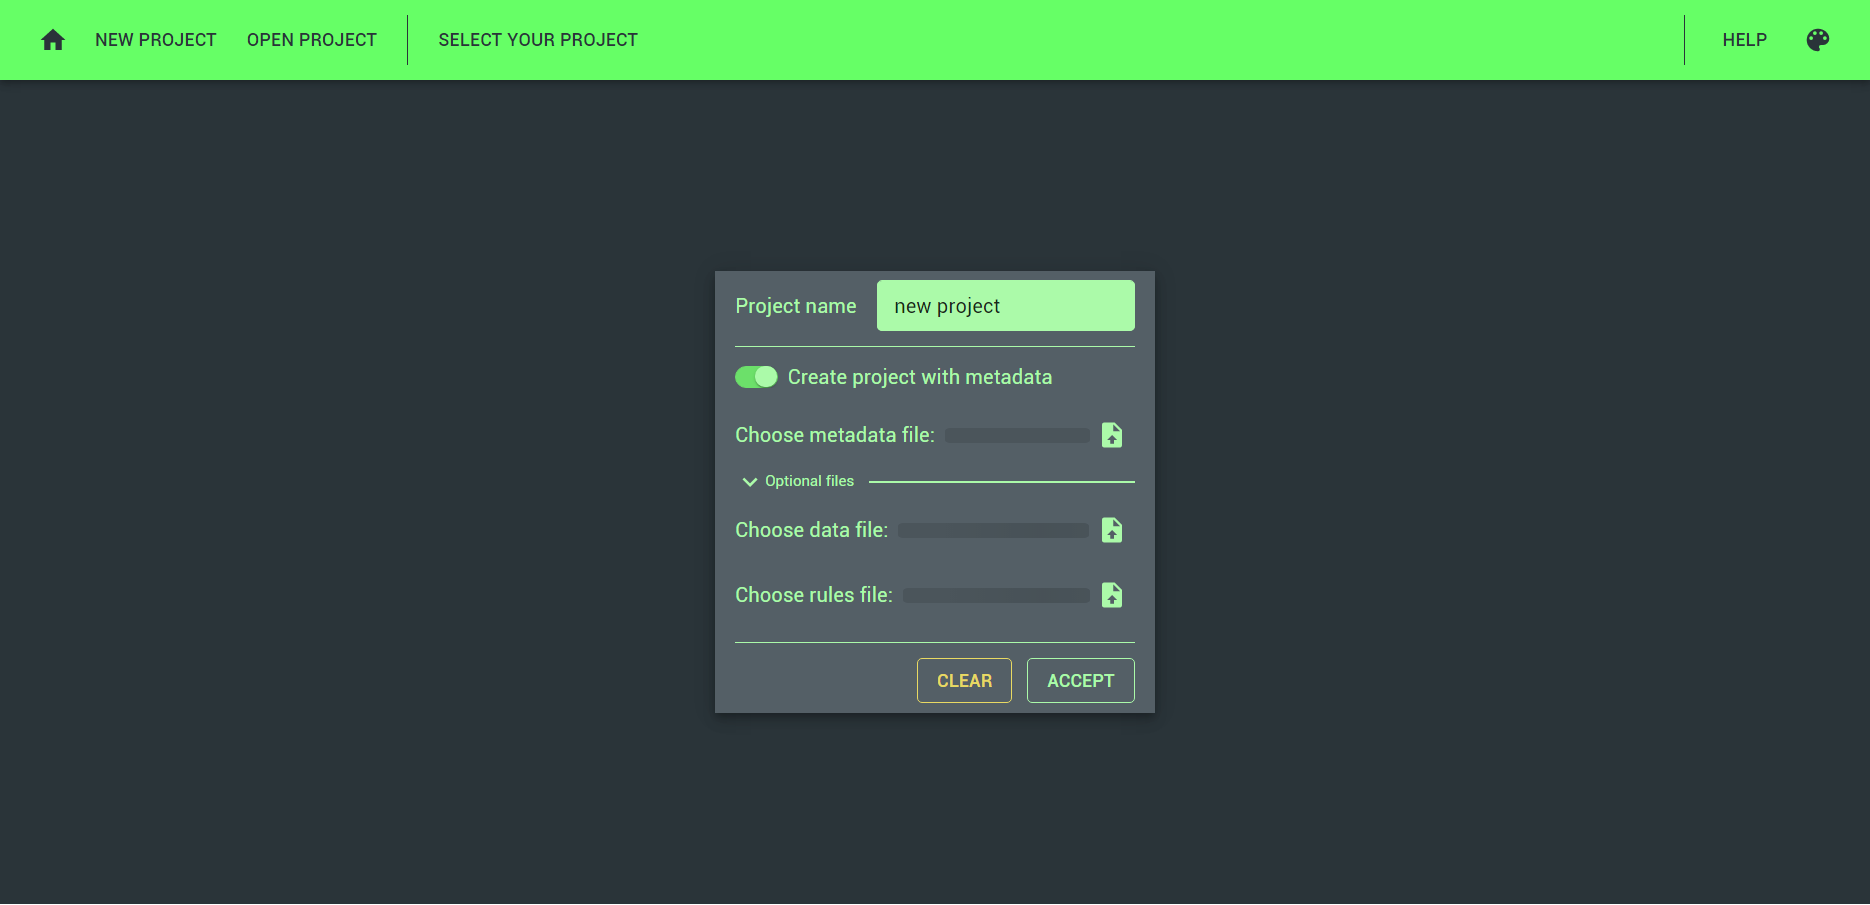 NEW PROJECT OPEN PROJECT SELECT YOUR PROJECT HELP
Project name new project
Create project with metadata
Choose metadata file:
Optional files
Choose data file:
Choose rules file:
CLEAR ACCEPT